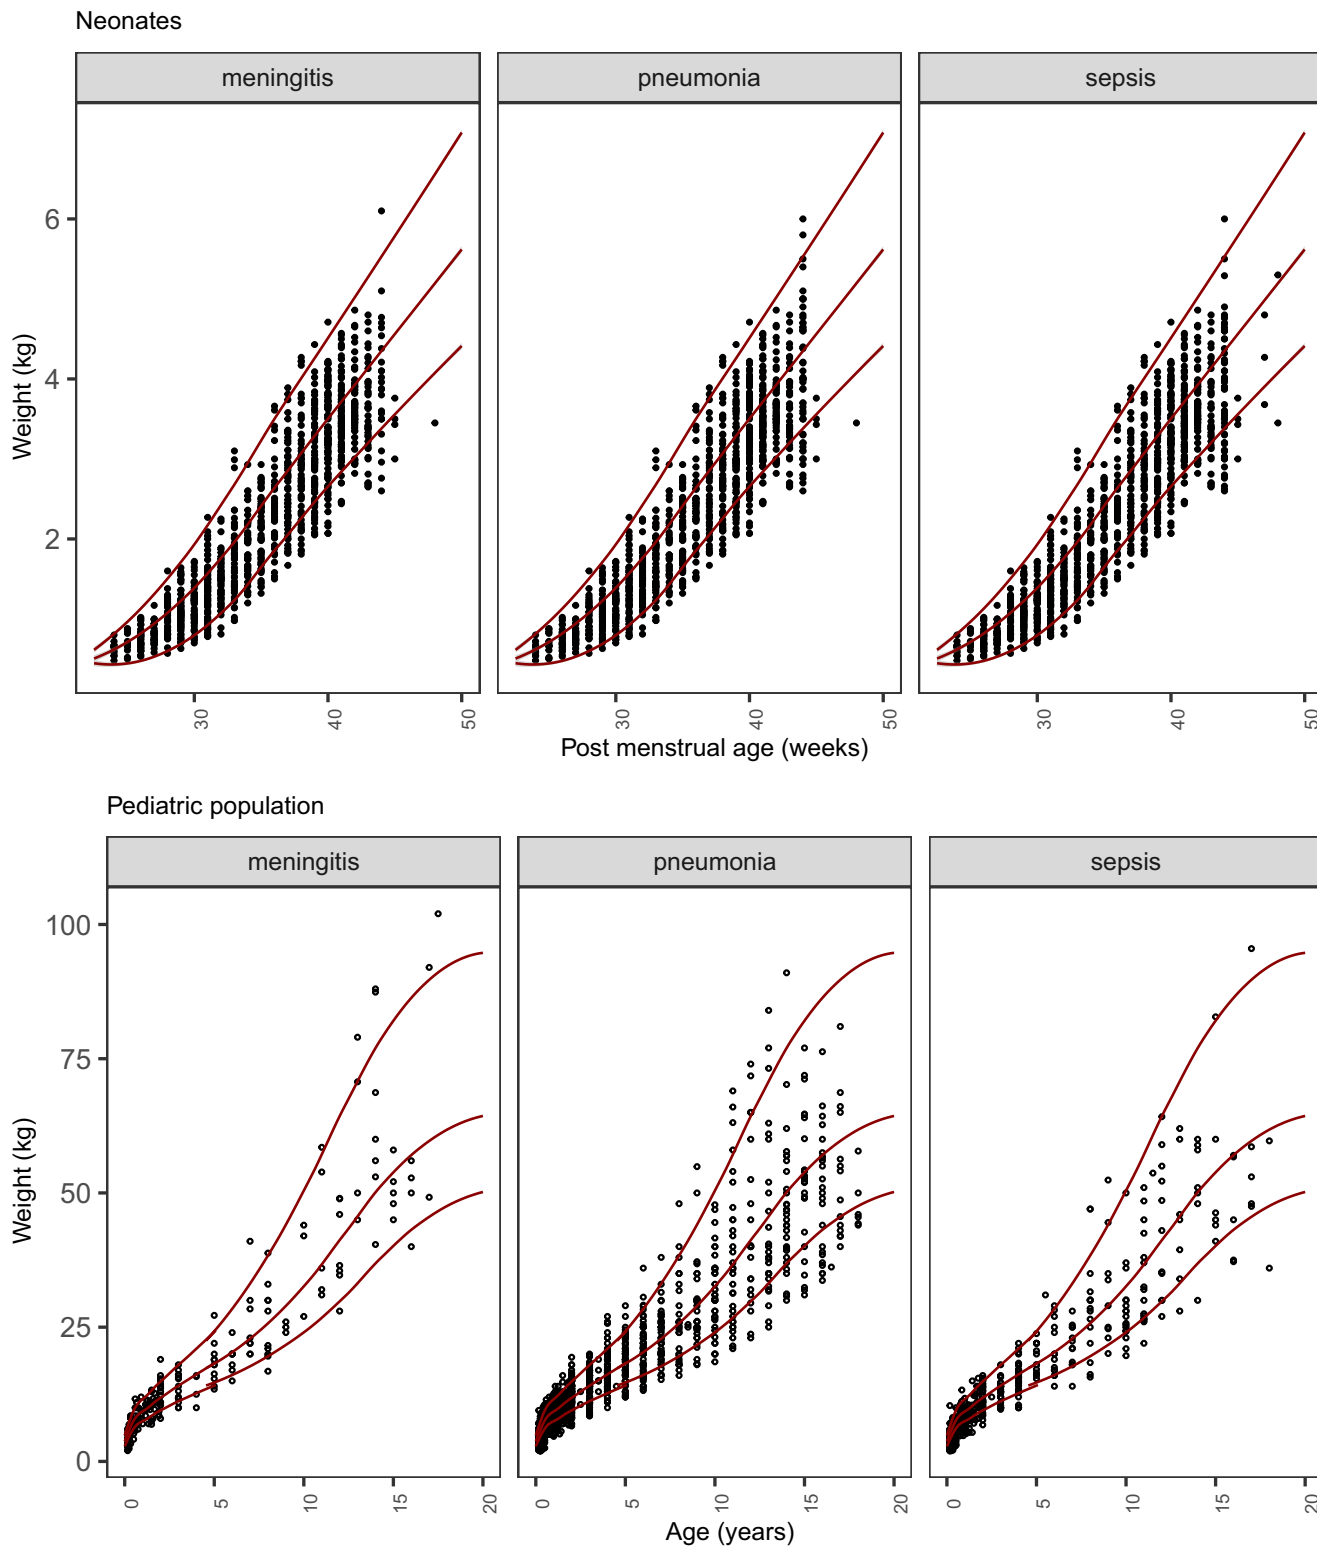 Neonates
meningitis pneumonia sepsis
6
4
2
Weight (kg)
30 40 50 30 40 50 30 40 50
Post menstrual age (weeks)
Pediatric population
meningitis pneumonia sepsis
100
75
50
25
0
Weight (kg)
0 5 10 15 20 0 5 10 15 20 0 5 10 15 20
Age (years)